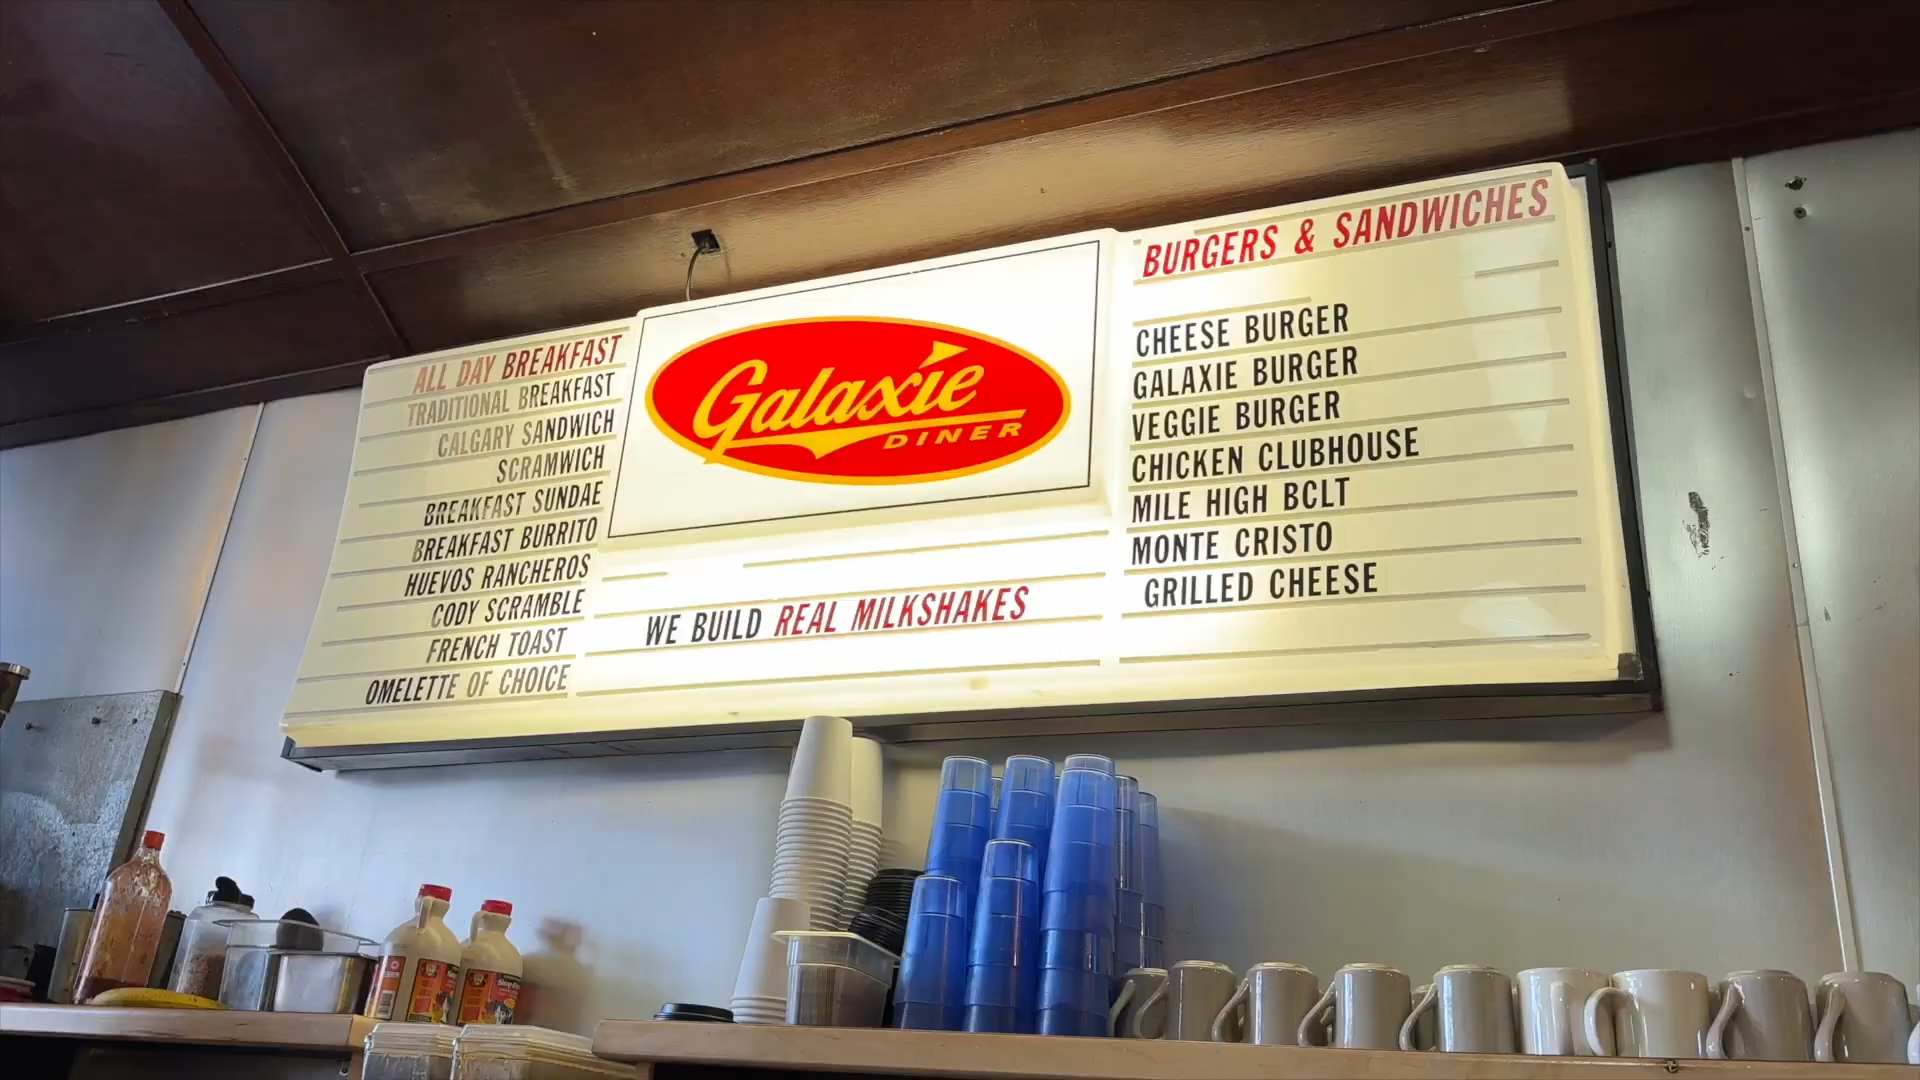 ALL DAY BREAKFAST
TRADITIONAL BREAKFAST
CALGARY SANDWICH
SCRAMWICH
BREAKFAST SUNDAE
BREAKFAST BURRITO
HUEVOS RANCHEROS
CODY SCRAMBLE
FRENCH TOAST
OMELETTE OF CHOICE
Galaxie
DINER
WE BUILD REAL MILKSHAKES
BURGERS & SANDWICHES
CHEESE BURGER
GALAXIE BURGER
VEGGIE BURGER
CHICKEN CLUBHOUSE
MILE HIGH BCLT
MONTE CRISTO
GRILLED CHEESE